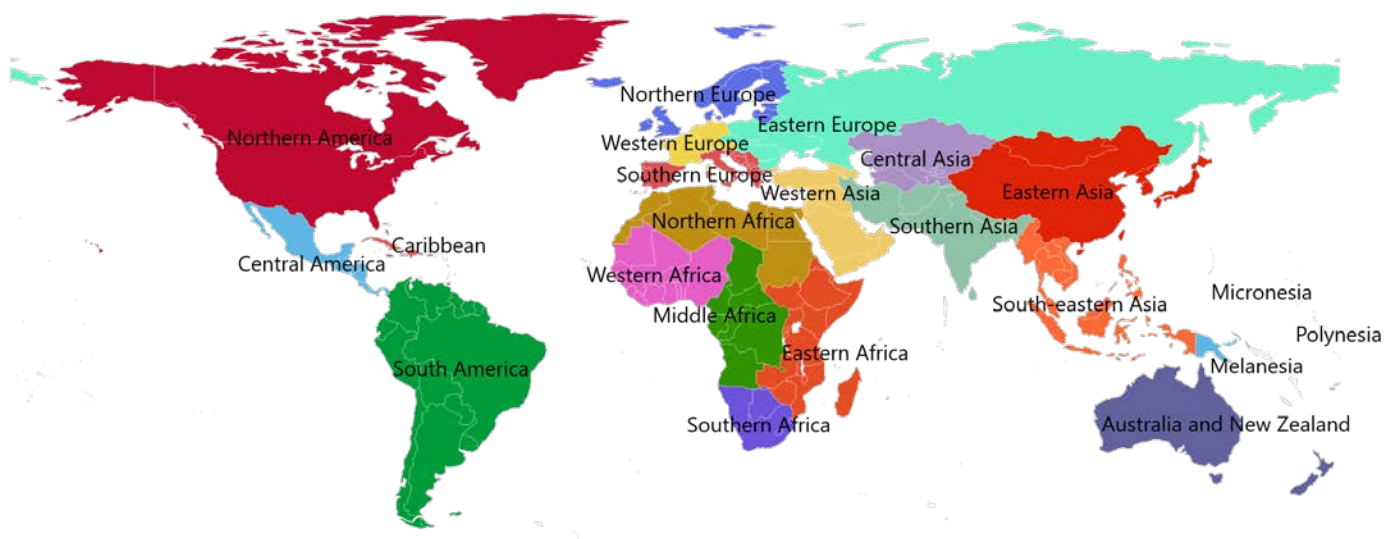 Northern Europe
Eastern Europe
Northern America
Western Europe
Central Asia
Southern Europe
Western Asia
Eastern Asia
Northern Africa
Southern Asia
Caribbean
Central America
Western Africa
Micronesia
South-eastern Asia
Middle Africa
Polynesia
Eastern Africa
South America
Melanesia
Southern Africa
Australia and New Zealand